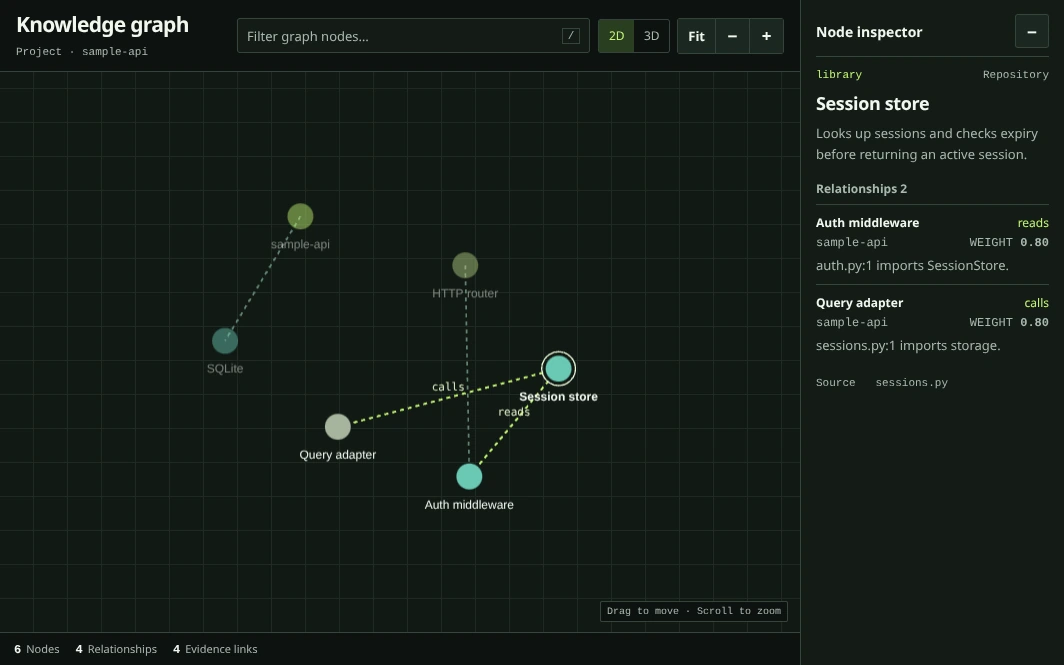 Knowledge graph
Project · sample-api
Filter graph nodes...
/
2D
3D
Fit
−
+
sample-api
HTTP router
SQLite
calls
Session store
reads
Query adapter
Auth middleware
Drag to move · Scroll to zoom
6 Nodes 4 Relationships 4 Evidence links
Node inspector
−
library Repository
Session store
Looks up sessions and checks expiry
before returning an active session.
Relationships 2
Auth middleware reads
sample-api WEIGHT 0.80
auth.py:1 imports SessionStore.
Query adapter calls
sample-api WEIGHT 0.80
sessions.py:1 imports storage.
Source sessions.py